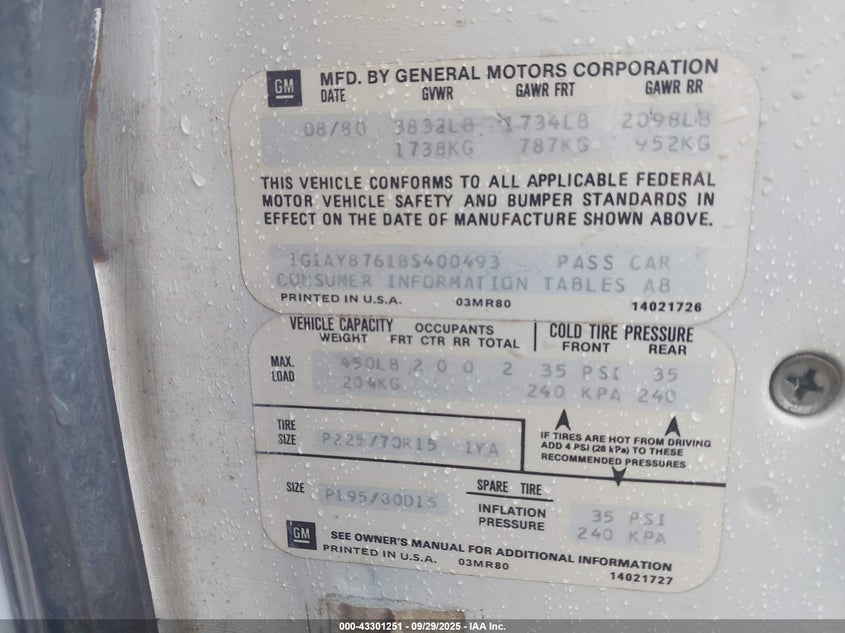 GM MFD. BY GENERAL MOTORS CORPORATION
DATE GVWR GAWR FRT GAWR RR
08/80 3832LB 1734LB 2098LB
1738KG 787KG 952KG
THIS VEHICLE CONFORMS TO ALL APPLICABLE FEDERAL
MOTOR VEHICLE SAFETY AND BUMPER STANDARDS IN
EFFECT ON THE DATE OF MANUFACTURE SHOWN ABOVE.
1G1AY8761BS400493 PASS CAR
CONSUMER INFORMATION TABLES AB
PRINTED IN U.S.A. 03MR80 14021726
VEHICLE CAPACITY OCCUPANTS COLD TIRE PRESSURE
WEIGHT FRT CTR RR TOTAL FRONT REAR
MAX. LOAD 450LB 2 0 0 2 35 PSI 35
204KG 240 KPA 240
TIRE SIZE P225/70R15 1YA
IF TIRES ARE HOT FROM DRIVING
ADD 4 PSI (28 kPa) TO THESE
RECOMMENDED PRESSURES
SPARE TIRE
SIZE P195/80D15 INFLATION PRESSURE 35 PSI
240 KPA
GM SEE OWNER'S MANUAL FOR ADDITIONAL INFORMATION
PRINTED IN U.S.A. 03MR80 14021727
000-43301251 - 09/29/2025 - IAA Inc.